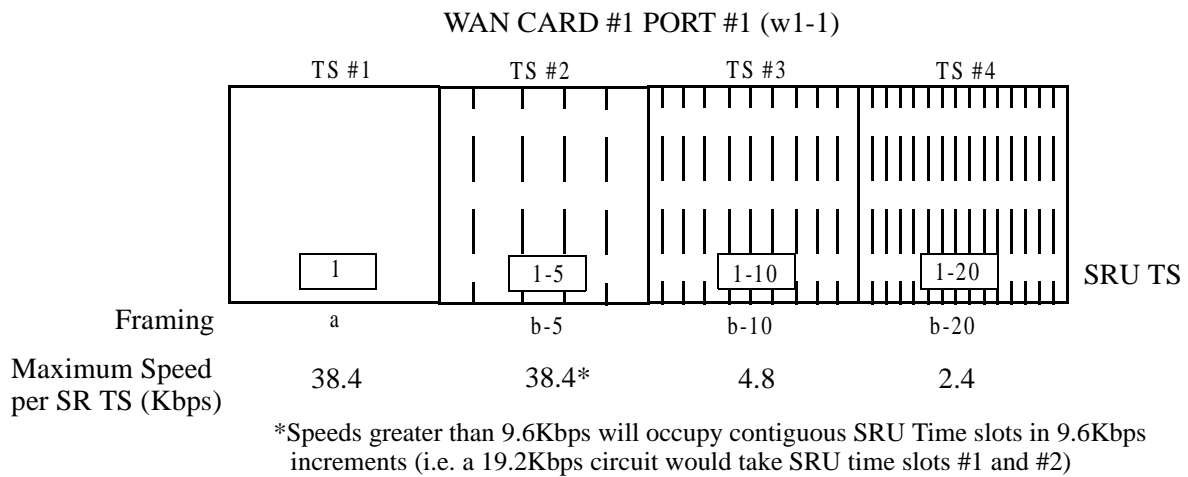 WAN CARD #1 PORT #1 (w1-1)
TS #1 TS #2 TS #3 TS #4
1 1-5 1-10 1-20 SRU TS
Framing a b-5 b-10 b-20
Maximum Speed
per SR TS (Kbps) 38.4 38.4* 4.8 2.4
*Speeds greater than 9.6Kbps will occupy contiguous SRU Time slots in 9.6Kbps
increments (i.e. a 19.2Kbps circuit would take SRU time slots #1 and #2)